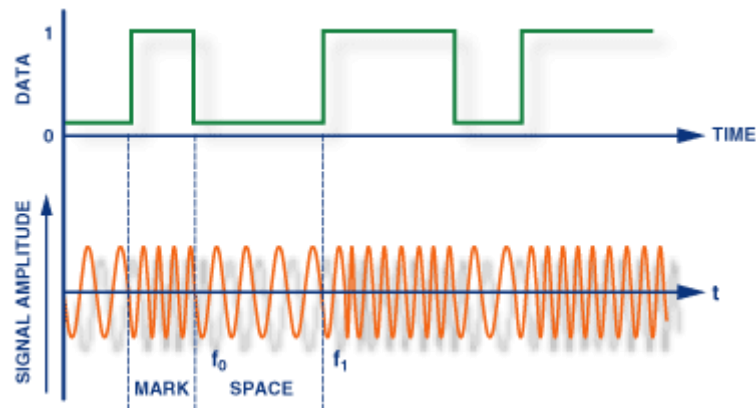 1
DATA
0
TIME
SIGNAL AMPLITUDE
t
f₀
f₁
MARK
SPACE